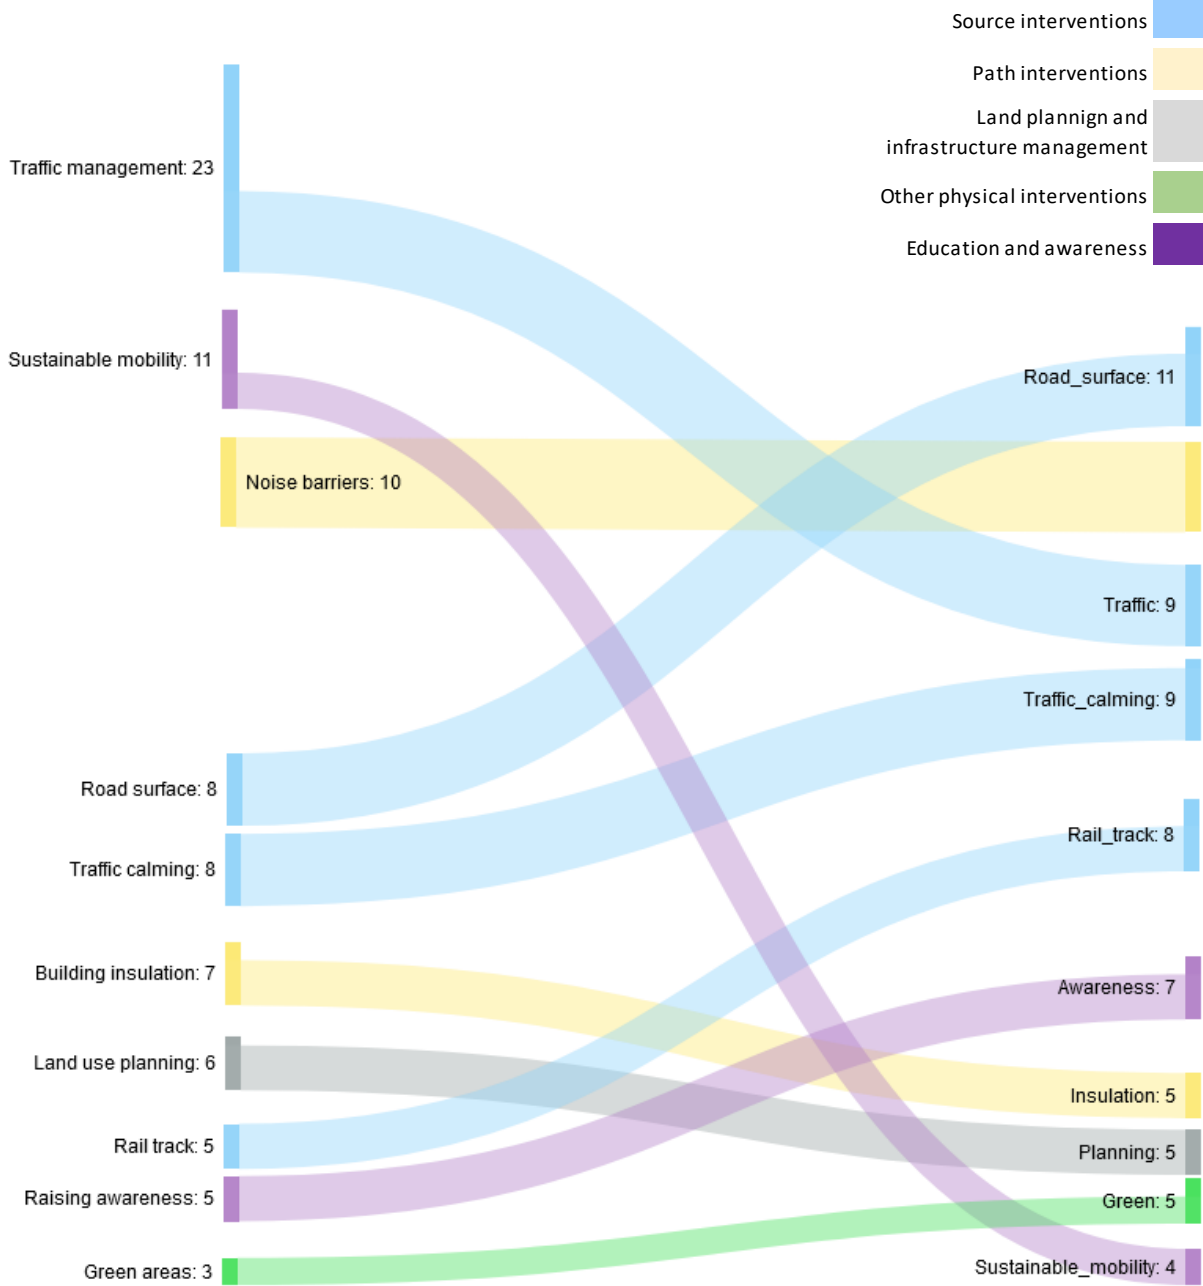 Source interventions
Path interventions
Land plannign and
infrastructure management
Other physical interventions
Education and awareness
Traffic management: 23
Sustainable mobility: 11
Noise barriers: 10
Road surface: 8
Traffic calming: 8
Building insulation: 7
Land use planning: 6
Rail track: 5
Raising awareness: 5
Green areas: 3
Road_surface: 11
Traffic: 9
Traffic_calming: 9
Rail_track: 8
Awareness: 7
Insulation: 5
Planning: 5
Green: 5
Sustainable_mobility: 4